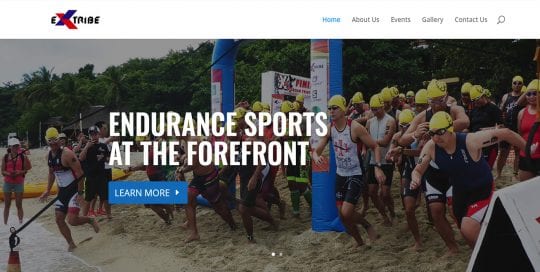 EXTRIBE
Home About Us Events Gallery Contact Us
ENDURANCE SPORTS
AT THE FOREFRONT
LEARN MORE